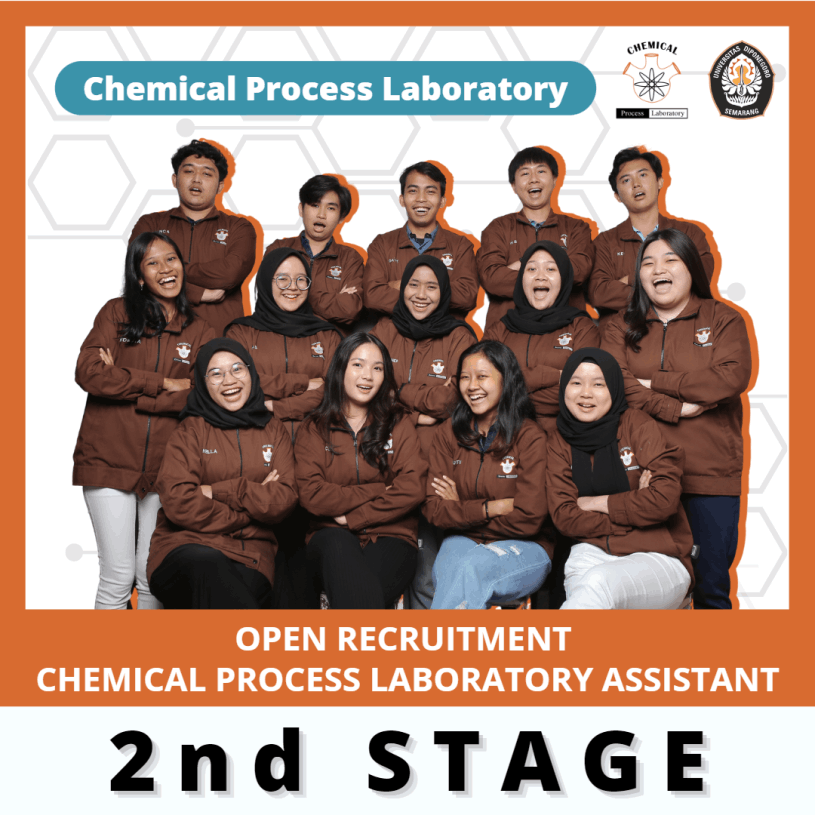 Chemical Process Laboratory
CHEMICAL
Process Laboratory
UNIVERSITAS DIPONEGORO
SEMARANG
OPEN RECRUITMENT
CHEMICAL PROCESS LABORATORY ASSISTANT
2nd STAGE